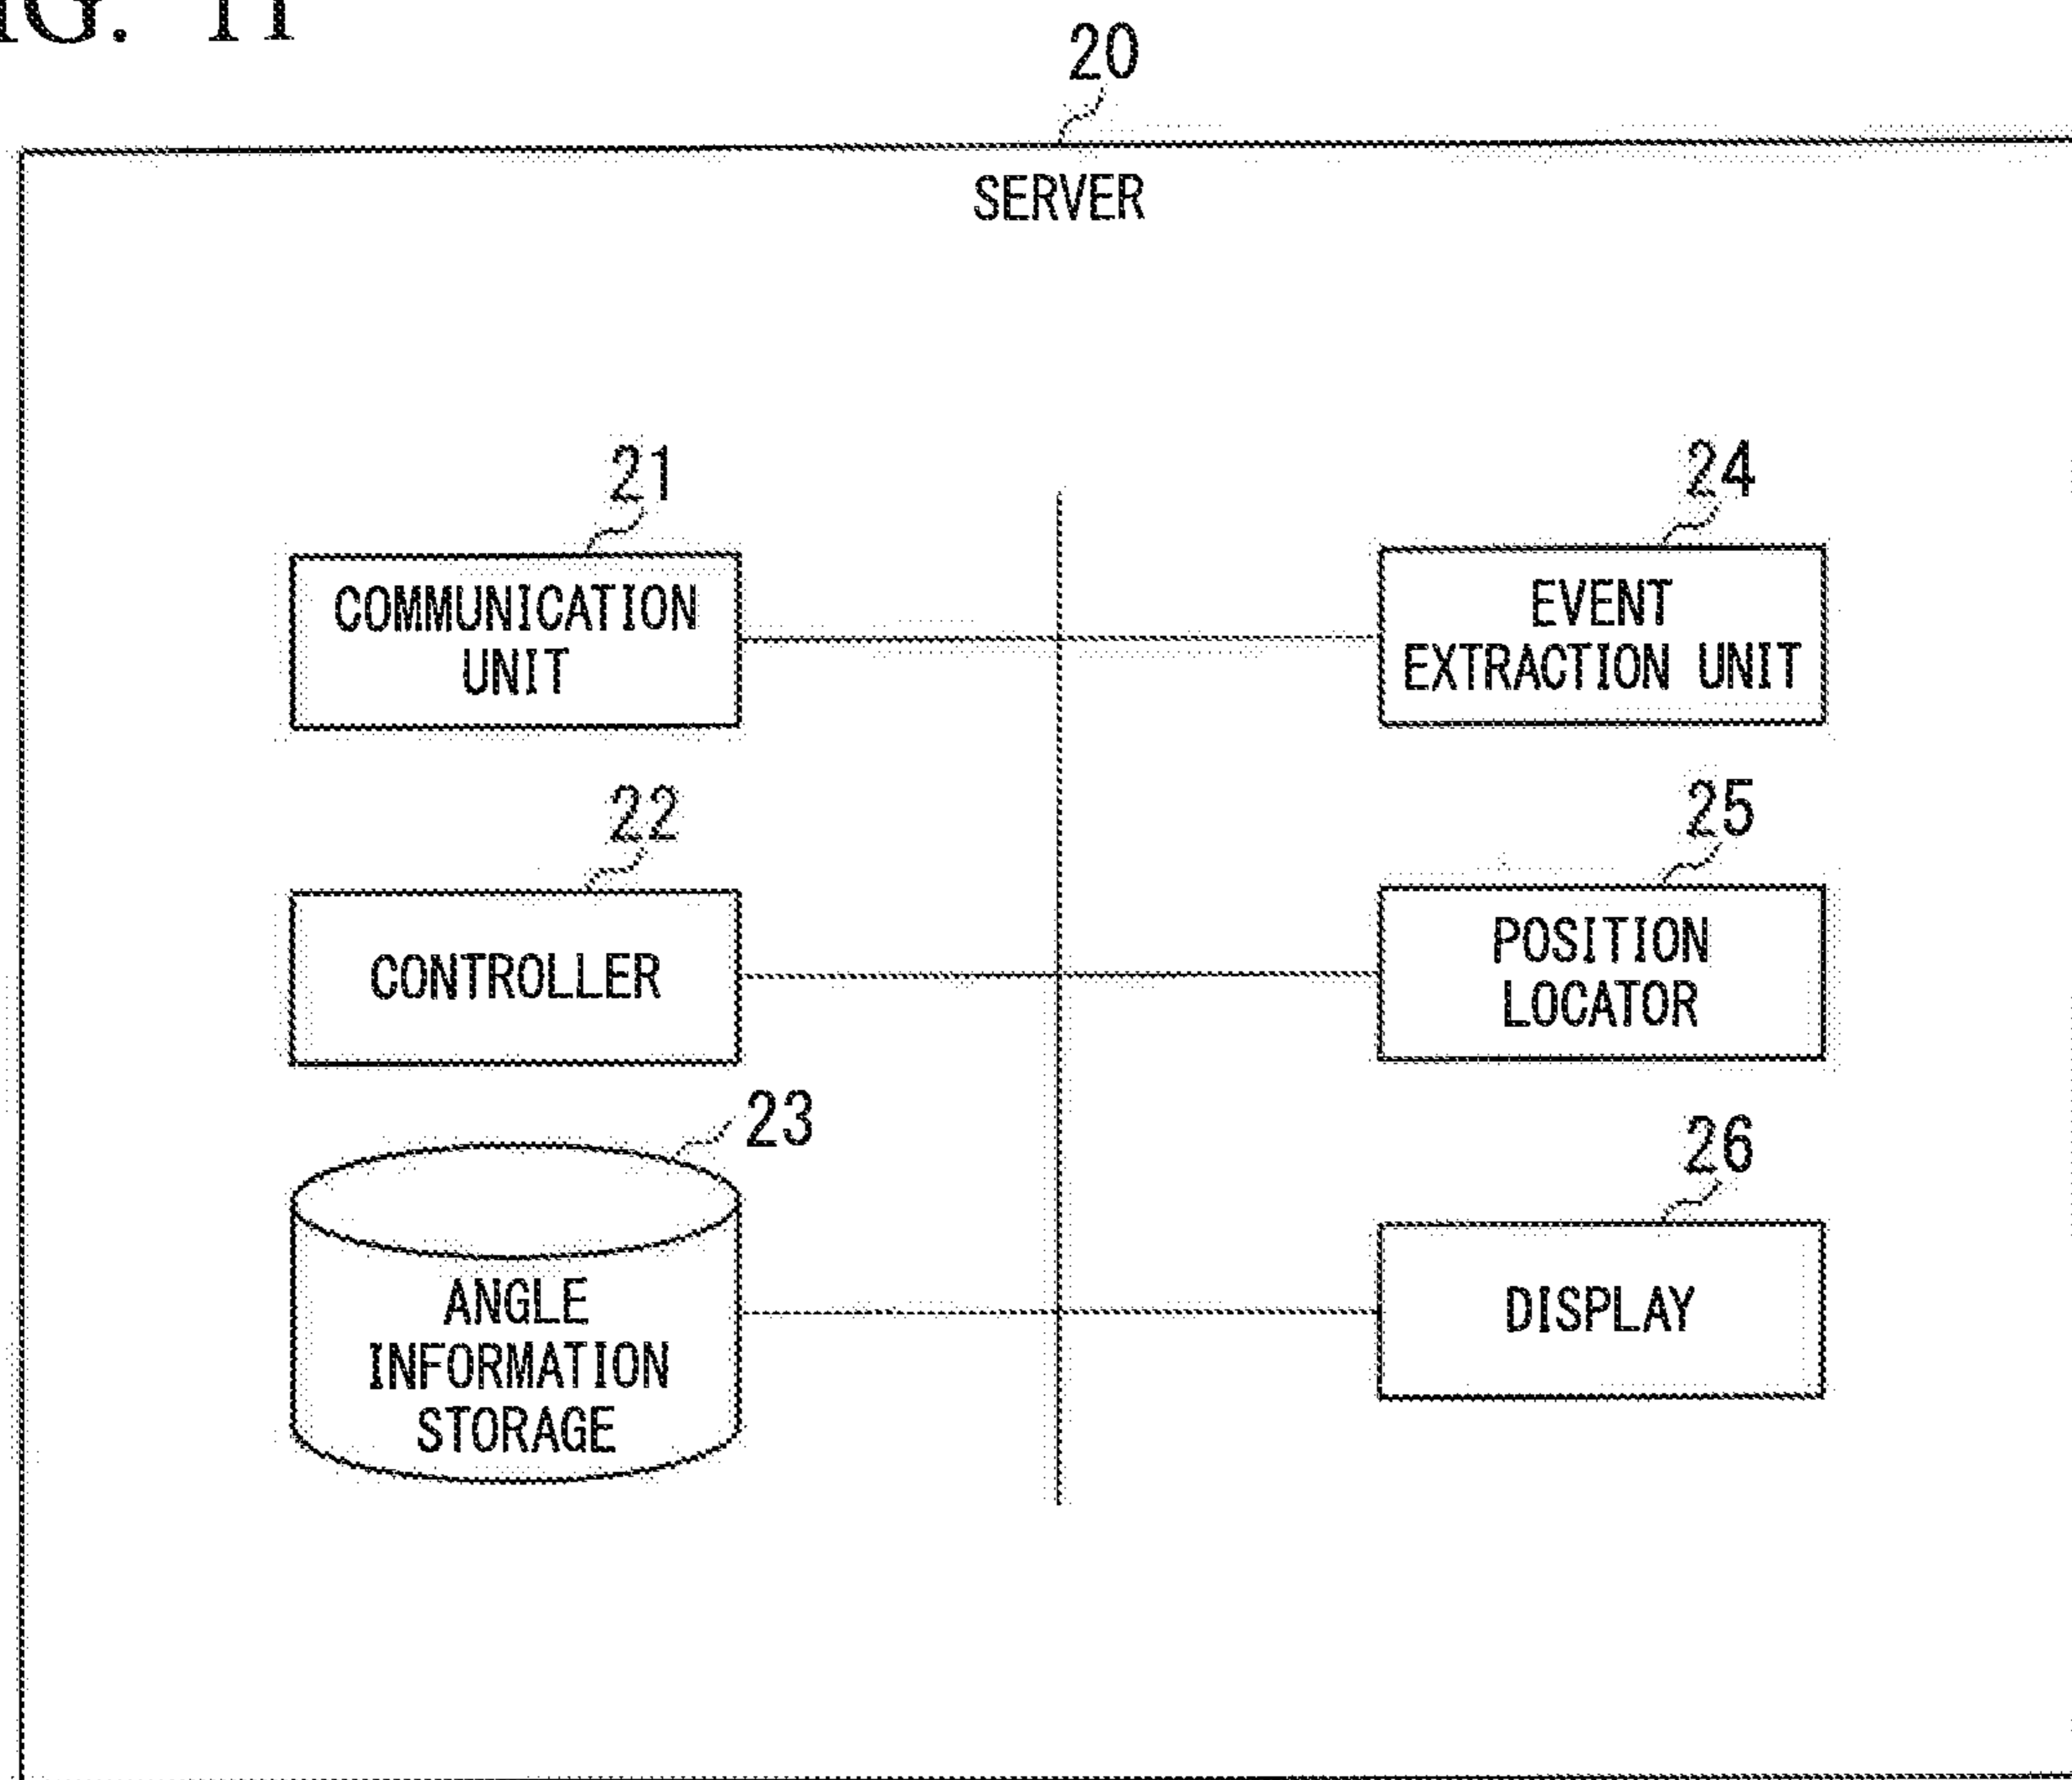 FIG. 11
20
SERVER
21
COMMUNICATION
UNIT
22
CONTROLLER
23
ANGLE
INFORMATION
STORAGE
24
EVENT
EXTRACTION UNIT
25
POSITION
LOCATOR
26
DISPLAY